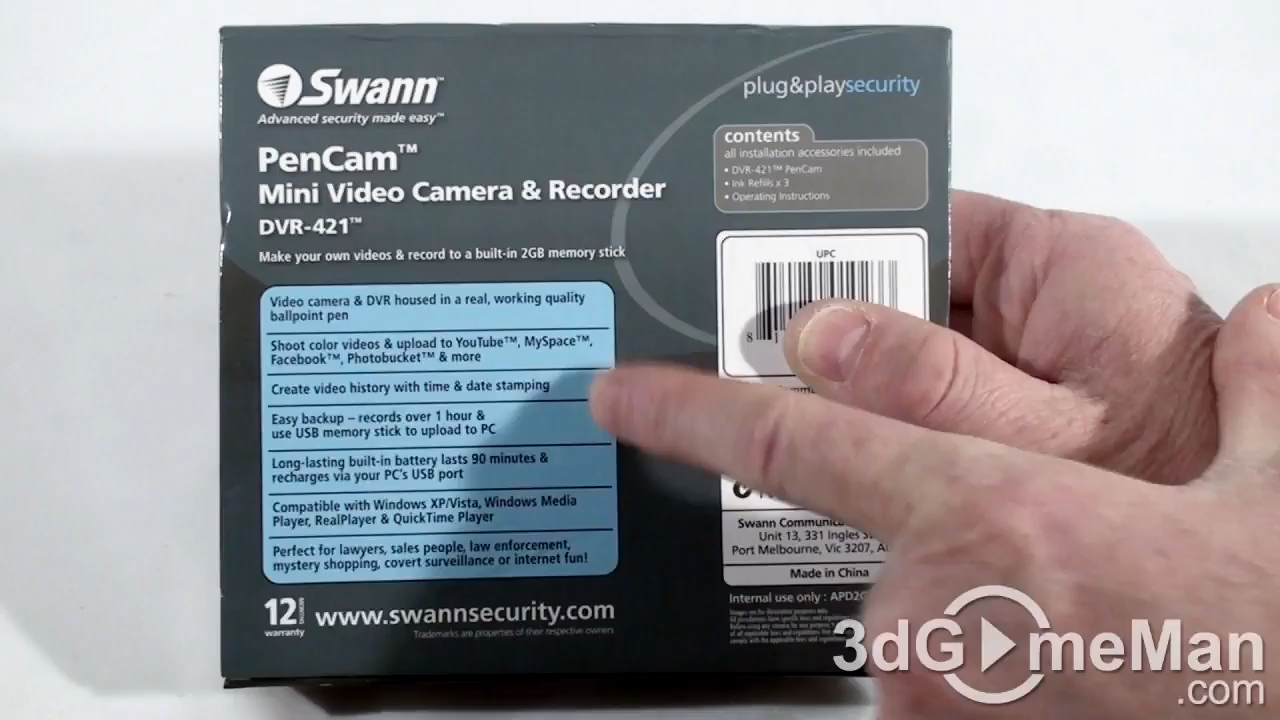 Swann™
Advanced security made easy™
PenCam™
Mini Video Camera & Recorder
DVR-421™
Make your own videos & record to a built-in 2GB memory stick
Video camera & DVR housed in a real, working quality
ballpoint pen
Shoot color videos & upload to YouTube™, MySpace™,
Facebook™, Photobucket™ & more
Create video history with time & date stamping
Easy backup – records over 1 hour &
use USB memory stick to upload to PC
Long-lasting built-in battery lasts 90 minutes &
recharges via your PC's USB port
Compatible with Windows XP/Vista, Windows Media
Player, RealPlayer & QuickTime Player
Perfect for lawyers, sales people, law enforcement,
mystery shopping, covert surveillance or internet fun!
12 MONTHS
warranty
www.swannsecurity.com
Trademarks are properties of their respective owners
plug&playsecurity
contents
all installation accessories included
• DVR-421™ PenCam
• Ink Refills x 3
• Operating Instructions
UPC
8
Swann
Unit 13, 331 Ingles
Port Melbourne, Vic 3207,
Made in China
Internal use only :
3dGameMan
.com